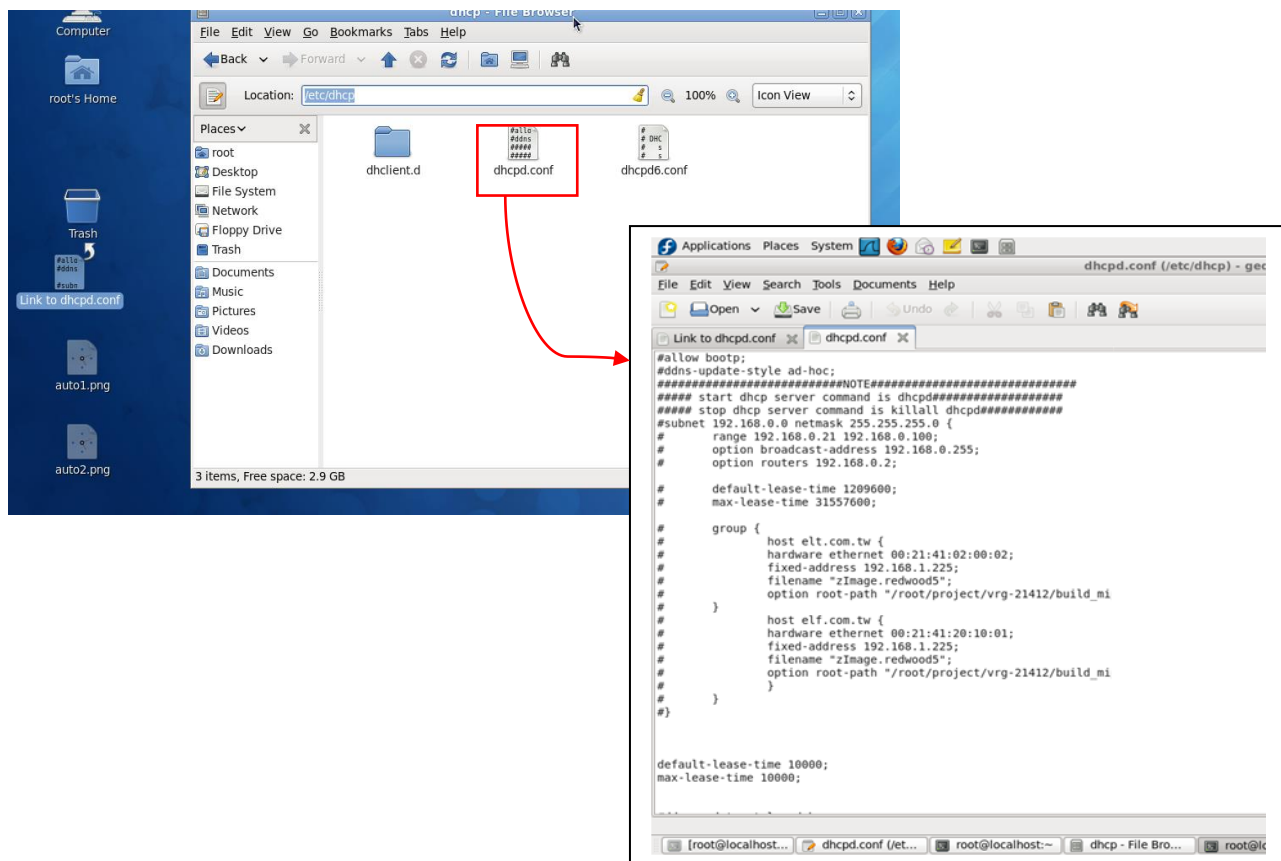 Computer
root's Home
Trash
#allo
#ddns
#subn
Link to dhcpd.conf
auto1.png
auto2.png
dhcp - File Browser
File Edit View Go Bookmarks Tabs Help
Back Forward
Location: /etc/dhcp 100% Icon View
Places
root
Desktop
File System
Network
Floppy Drive
Trash
Documents
Music
Pictures
Videos
Downloads
dhclient.d
#allo
#ddns
#####
#####
dhcpd.conf
#
# DHC
# s
# s
dhcpd6.conf
3 items, Free space: 2.9 GB
Applications Places System
dhcpd.conf (/etc/dhcp) - ged
File Edit View Search Tools Documents Help
Open Save Undo
Link to dhcpd.conf dhcpd.conf
#allow bootp;
#ddns-update-style ad-hoc;
###########################NOTE##############################
##### start dhcp server command is dhcpd###################
##### stop dhcp server command is killall dhcpd############
#subnet 192.168.0.0 netmask 255.255.255.0 {
# range 192.168.0.21 192.168.0.100;
# option broadcast-address 192.168.0.255;
# option routers 192.168.0.2;
# default-lease-time 1209600;
# max-lease-time 31557600;
# group {
# host elt.com.tw {
# hardware ethernet 00:21:41:02:00:02;
# fixed-address 192.168.1.225;
# filename "zImage.redwood5";
# option root-path "/root/project/vrg-21412/build_mi
# }
# host elf.com.tw {
# hardware ethernet 00:21:41:20:10:01;
# fixed-address 192.168.1.225;
# filename "zImage.redwood5";
# option root-path "/root/project/vrg-21412/build_mi
# }
# }
#}
default-lease-time 10000;
max-lease-time 10000;
[root@localhost... dhcpd.conf (/et... root@localhost:~ dhcp - File Bro... root@lo